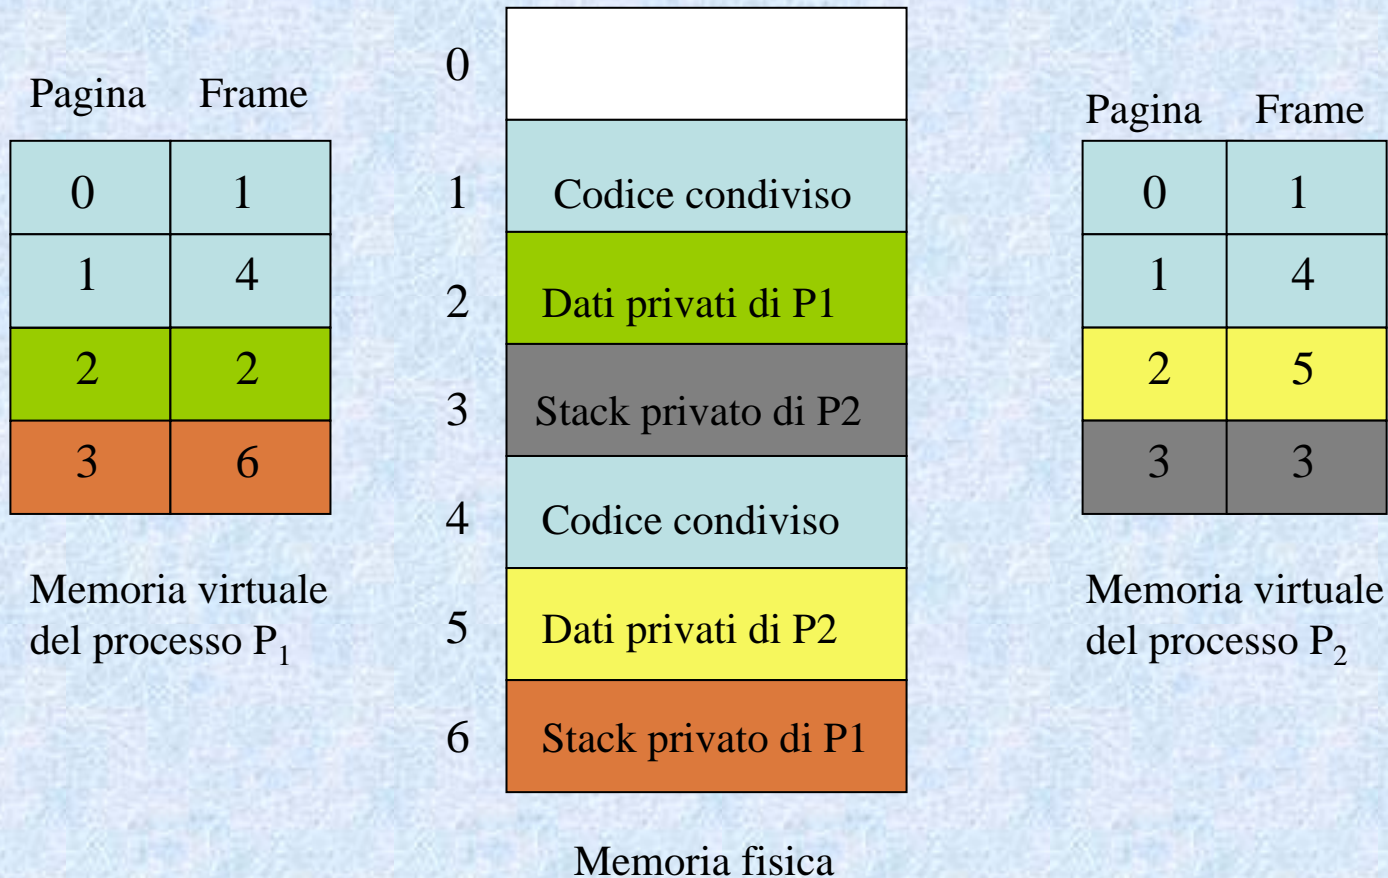 Pagina Frame
0 1
1 4
2 2
3 6
Memoria virtuale
del processo P1
0
1 Codice condiviso
2 Dati privati di P1
3 Stack privato di P2
4 Codice condiviso
5 Dati privati di P2
6 Stack privato di P1
Memoria fisica
Pagina Frame
0 1
1 4
2 5
3 3
Memoria virtuale
del processo P2